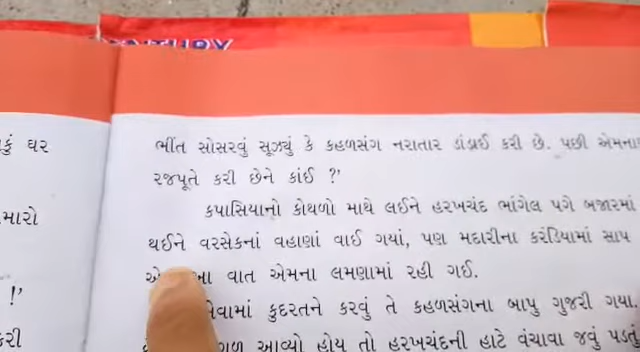 CENTURY
કું ઘર
ભીંત સોસરવું સૂઝ્યું કે કહળસંગ નરાતાર ડાંડાઈ કરી છે. પછી એમના
રજપૂતે કરી છેને કાંઈ ?'
મારો
કપાસિયાનો કોથળો માથે લઈને હરખચંદ ભાંગેલ પગે બજારમાં
થઈને વરસેકનાં વહાણાં વાઈ ગયાં, પણ મદારીના કરંડિયામાં સાપ
વાત એમના લમણામાં રહી ગઈ.
!'
કુદરતને કરવું તે કહળસંગના બાપુ ગુજરી ગયા.
કરી
આવ્યો હોય તો હરખચંદની હાટે વંચાવા જવું પડતું